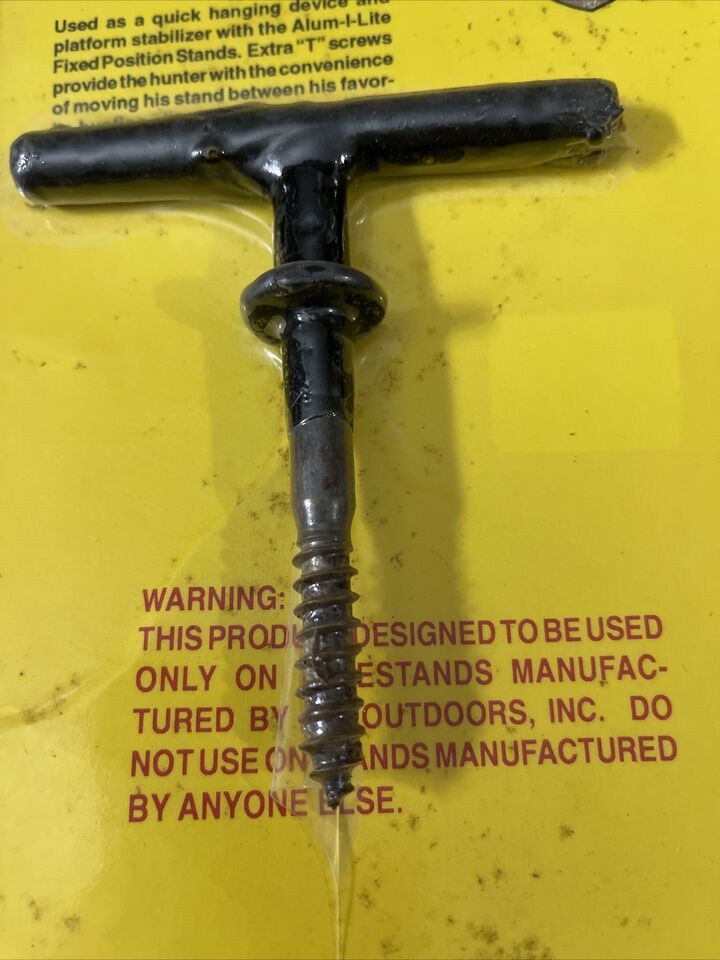 Used as a quick hanging device and
platform stabilizer with the Alum-I-Lite
Fixed Position Stands. Extra "T" screws
provide the hunter with the convenience
of moving his stand between his favor-
WARNING:
THIS PRODU DESIGNED TO BE USED
ONLY ON ESTANDS MANUFAC-
TURED BY OUTDOORS, INC. DO
NOT USE ON ANDS MANUFACTURED
BY ANYONE ELSE.